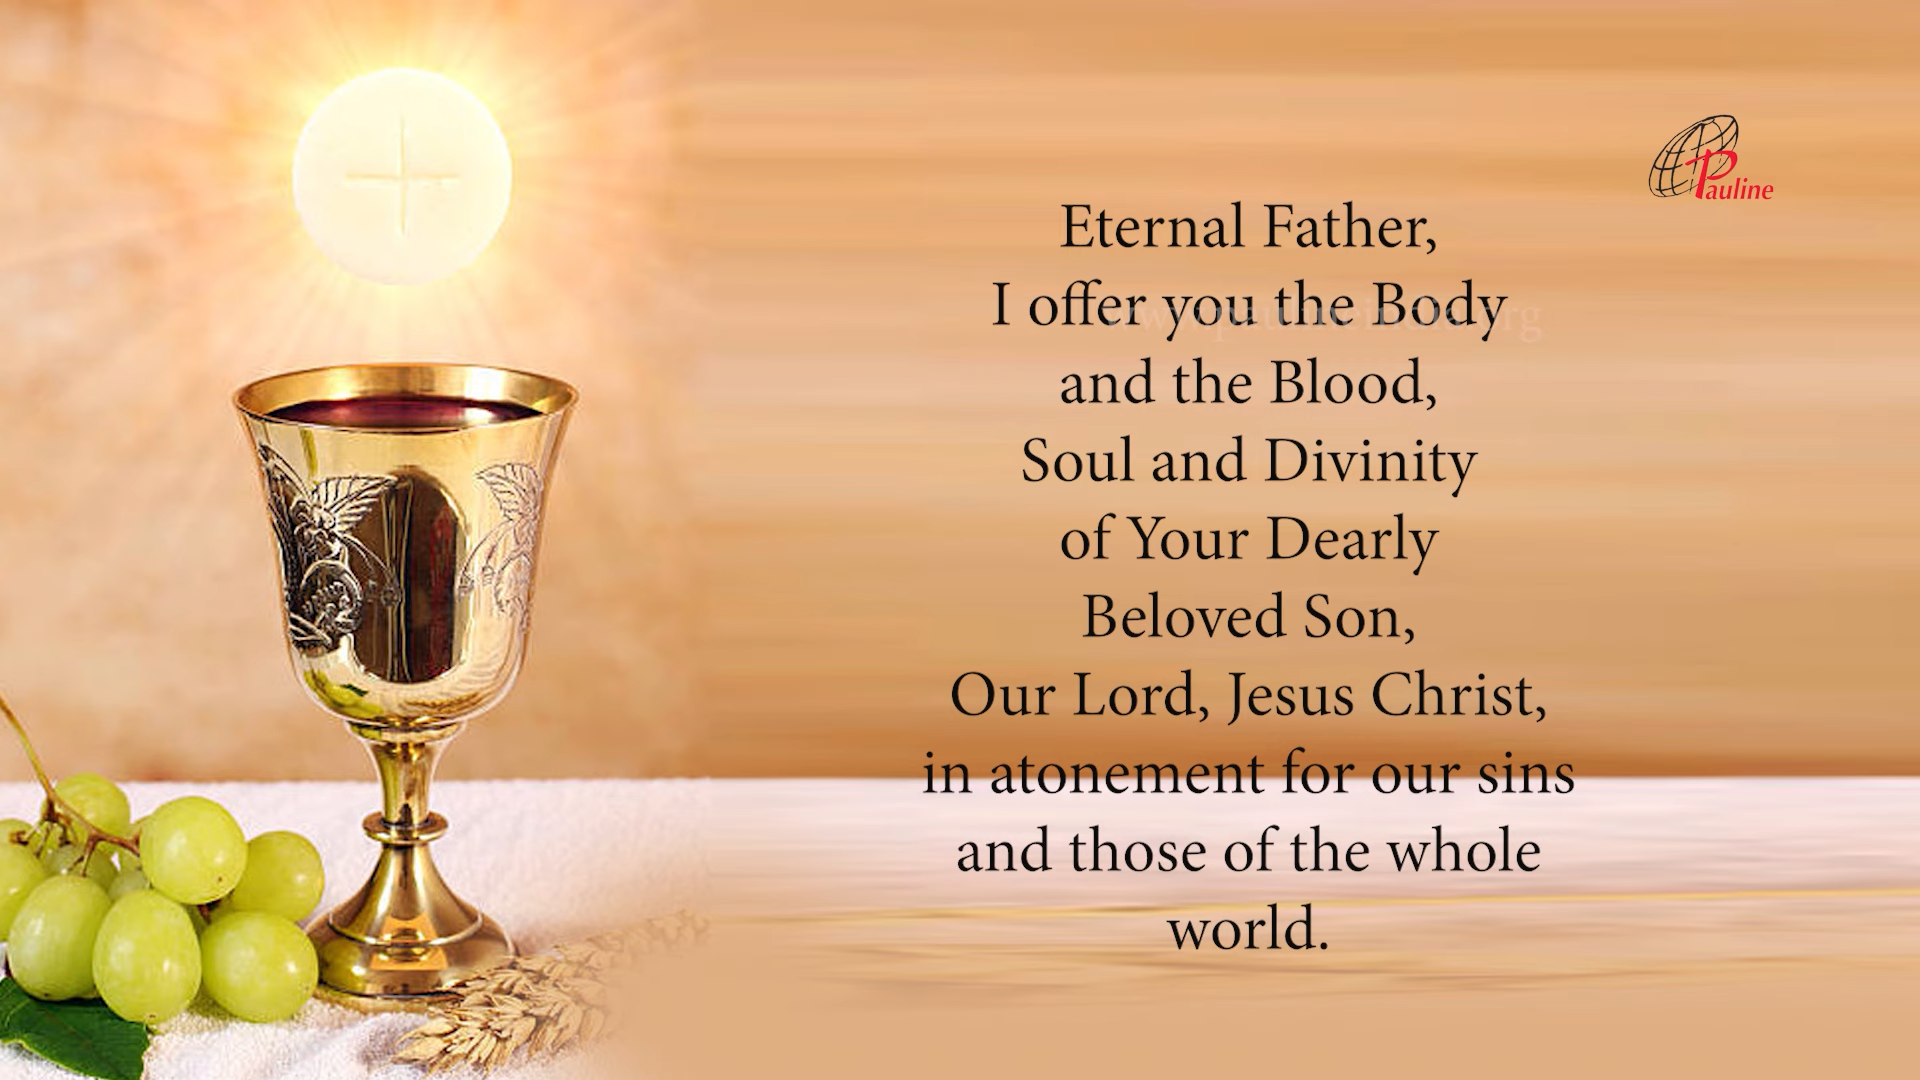 Pauline
Eternal Father,
I offer you the Body
and the Blood,
Soul and Divinity
of Your Dearly
Beloved Son,
Our Lord, Jesus Christ,
in atonement for our sins
and those of the whole
world.